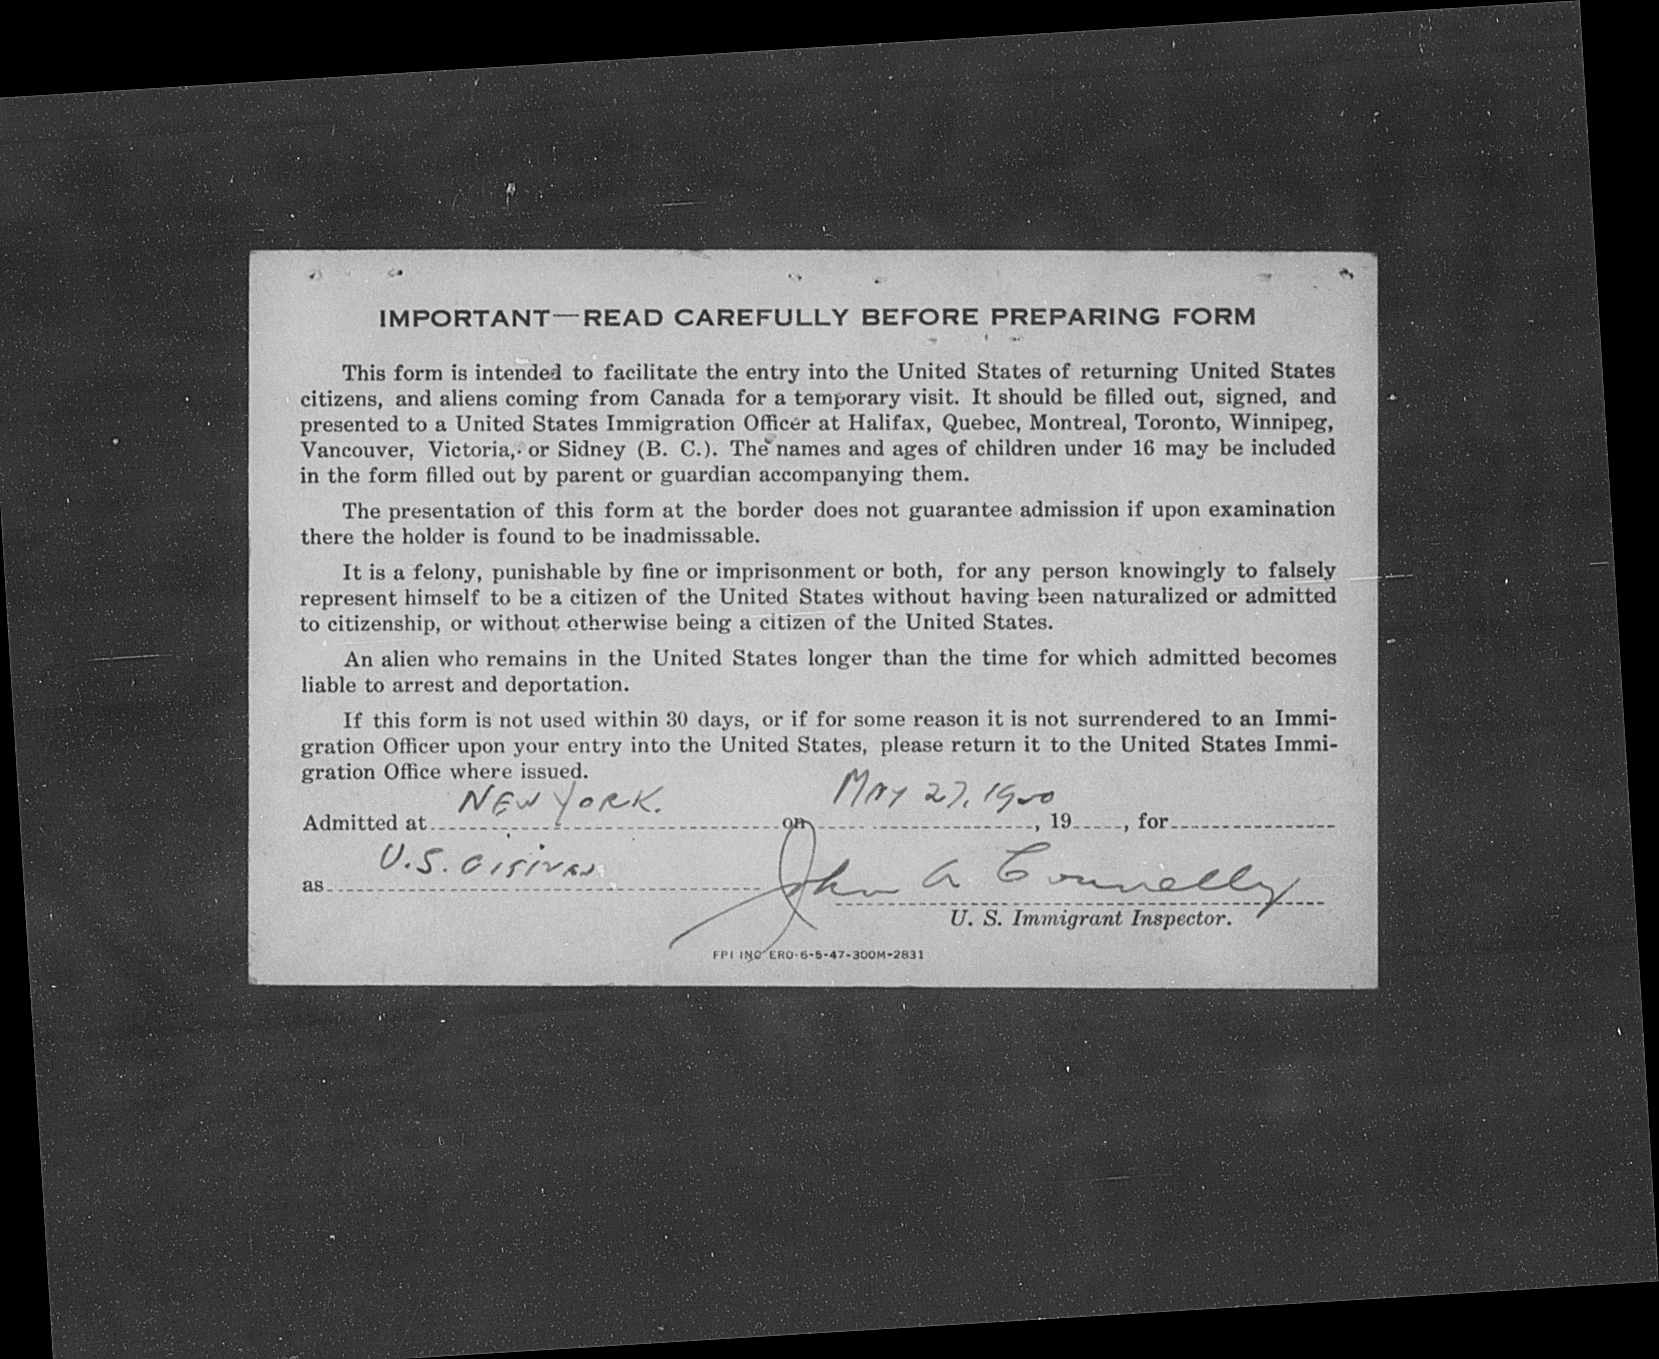 IMPORTANT—READ CAREFULLY BEFORE PREPARING FORM
This form is intended to facilitate the entry into the United States of returning United States
citizens, and aliens coming from Canada for a temporary visit. It should be filled out, signed, and
presented to a United States Immigration Officer at Halifax, Quebec, Montreal, Toronto, Winnipeg,
Vancouver, Victoria, or Sidney (B. C.). The names and ages of children under 16 may be included
in the form filled out by parent or guardian accompanying them.
The presentation of this form at the border does not guarantee admission if upon examination
there the holder is found to be inadmissable.
It is a felony, punishable by fine or imprisonment or both, for any person knowingly to falsely
represent himself to be a citizen of the United States without having been naturalized or admitted
to citizenship, or without otherwise being a citizen of the United States.
An alien who remains in the United States longer than the time for which admitted becomes
liable to arrest and deportation.
If this form is not used within 30 days, or if for some reason it is not surrendered to an Immi-
gration Officer upon your entry into the United States, please return it to the United States Immi-
gration Office where issued.
Admitted at NEW YORK. on MAY 27, 1950, 19, for
as U.S. John A Connelly
U. S. Immigrant Inspector.
FPI INC ERO-6-5-47-300M-2831